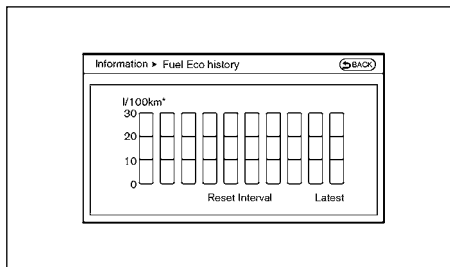 Information ▸ Fuel Eco history
BACK
l/100km*
30
20
10
0
Reset Interval Latest